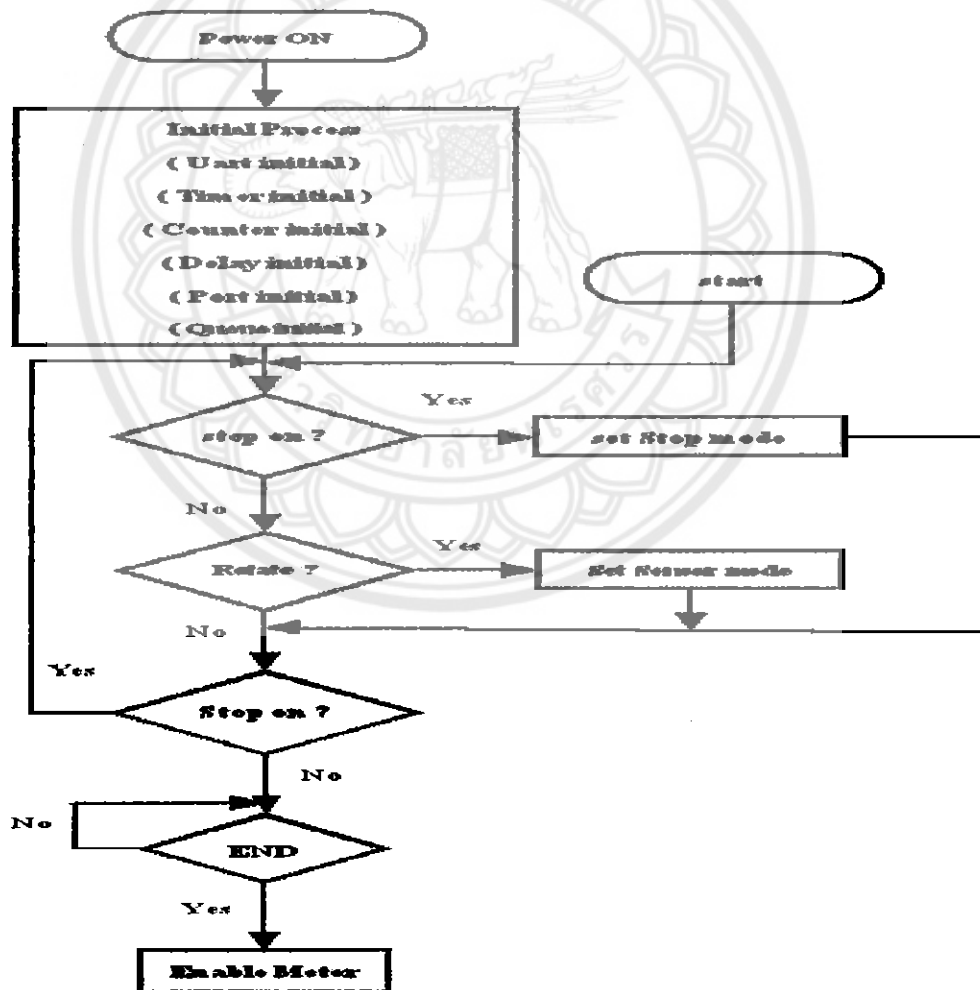 Power ON
Initial Process
( Uart initial )
( Timer initial )
( Counter initial )
( Delay initial )
( Port initial )
( Queue initial )
start
Yes
stop on ?
set Stop mode
No
Yes
Rotate ?
Set Sensor mode
No
Yes
Stop on ?
No
No
END
Yes
Enable Meter